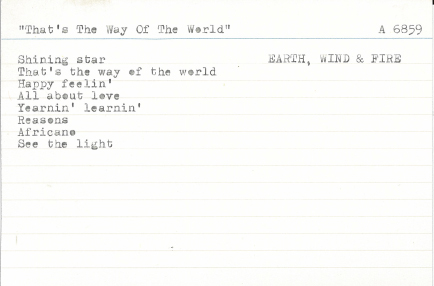 "That's The Way Of The World" A 6859
Shining star EARTH, WIND & FIRE
That's the way of the world
Happy feelin'
All about love
Yearnin' learnin'
Reasons
Africano
See the light